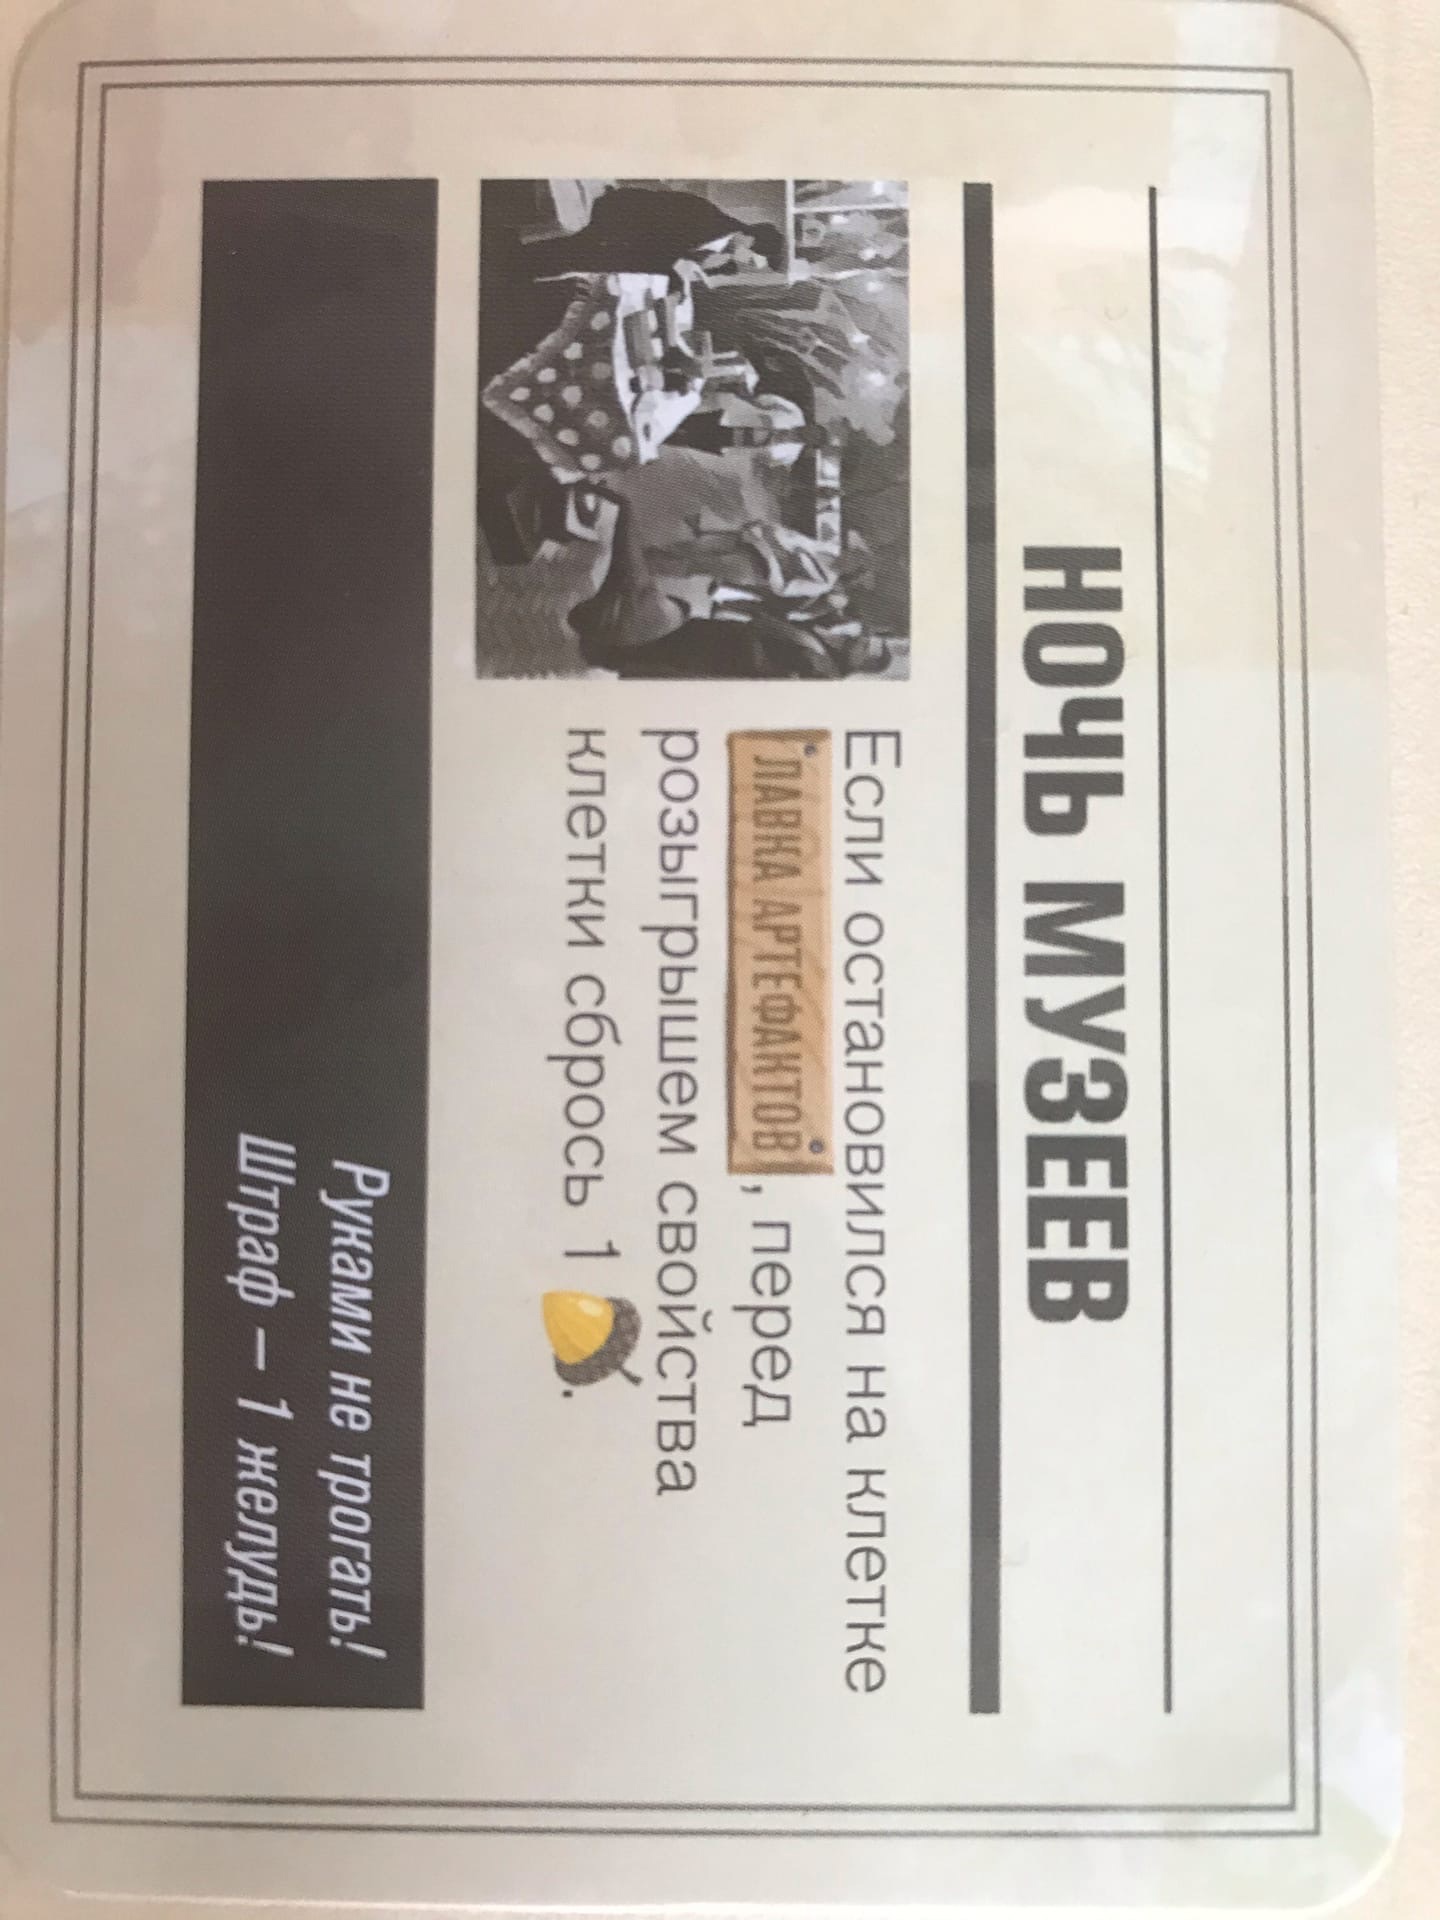 НОЧЬ МУЗЕЕВ
Если остановился на клетке
ЛАВКА АРТЕФАКТОВ, перед
розыгрышем свойства
клетки сбрось 1 .
Руками не трогать!
Штраф – 1 желудь!